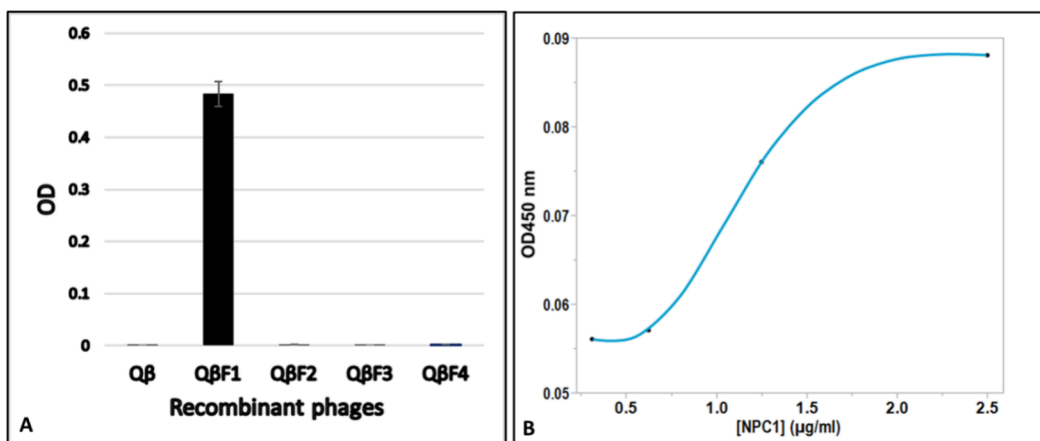 0.6
0.5
0.4
0.3
0.2
0.1
0
OD
Qβ QβF1 QβF2 QβF3 QβF4
Recombinant phages
A
0.09
0.08
0.07
0.06
0.05
OD450 nm
0.5 1.0 1.5 2.0 2.5
[NPC1] (µg/ml)
B